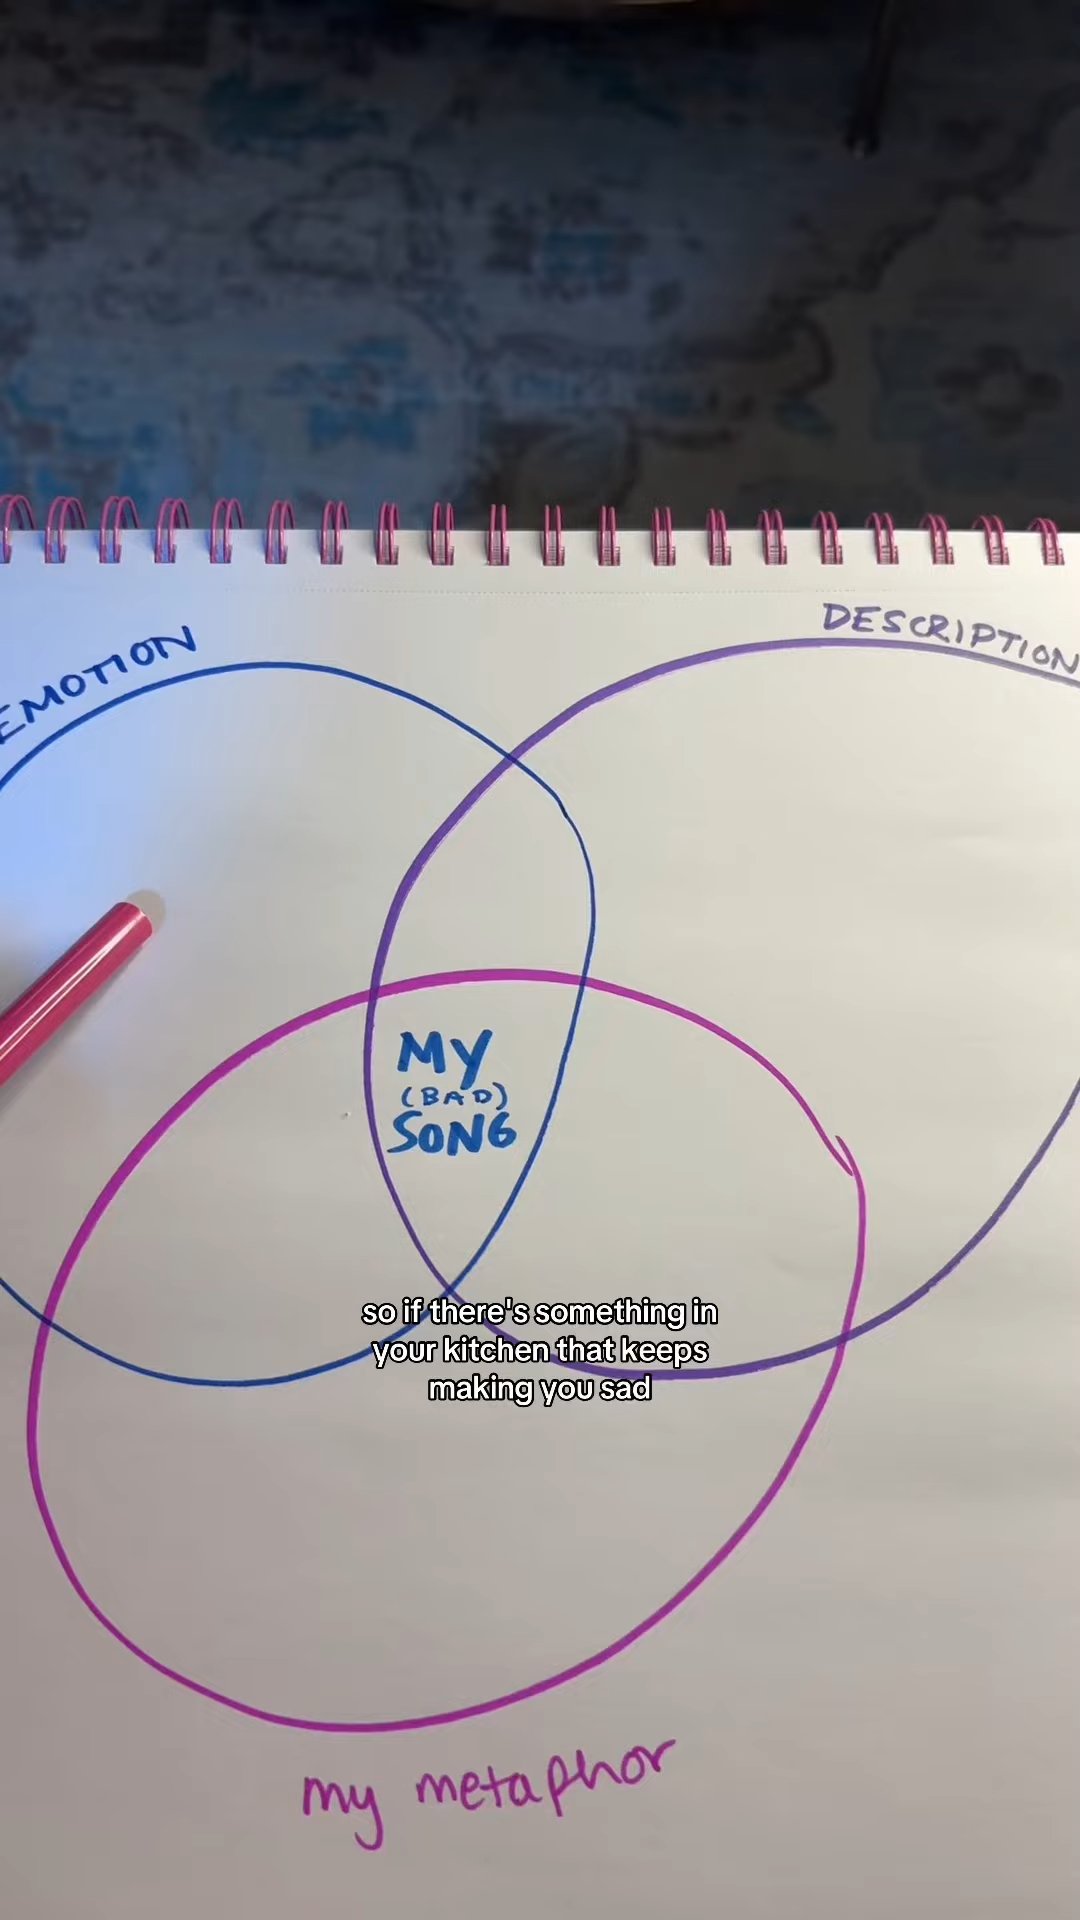 EMOTION
DESCRIPTION
MY
(BAD)
SONG
so if there's something in
your kitchen that keeps
making you sad
my metaphor